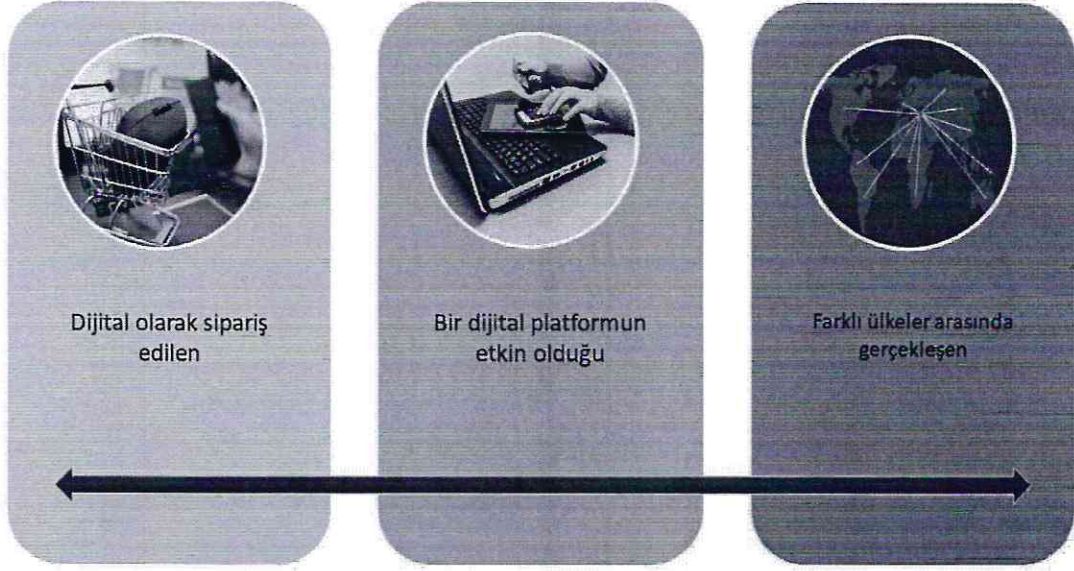 Dijital olarak sipariş
edilen
Bir dijital platformun
etkin olduğu
Farklı ülkeler arasında
gerçekleşen